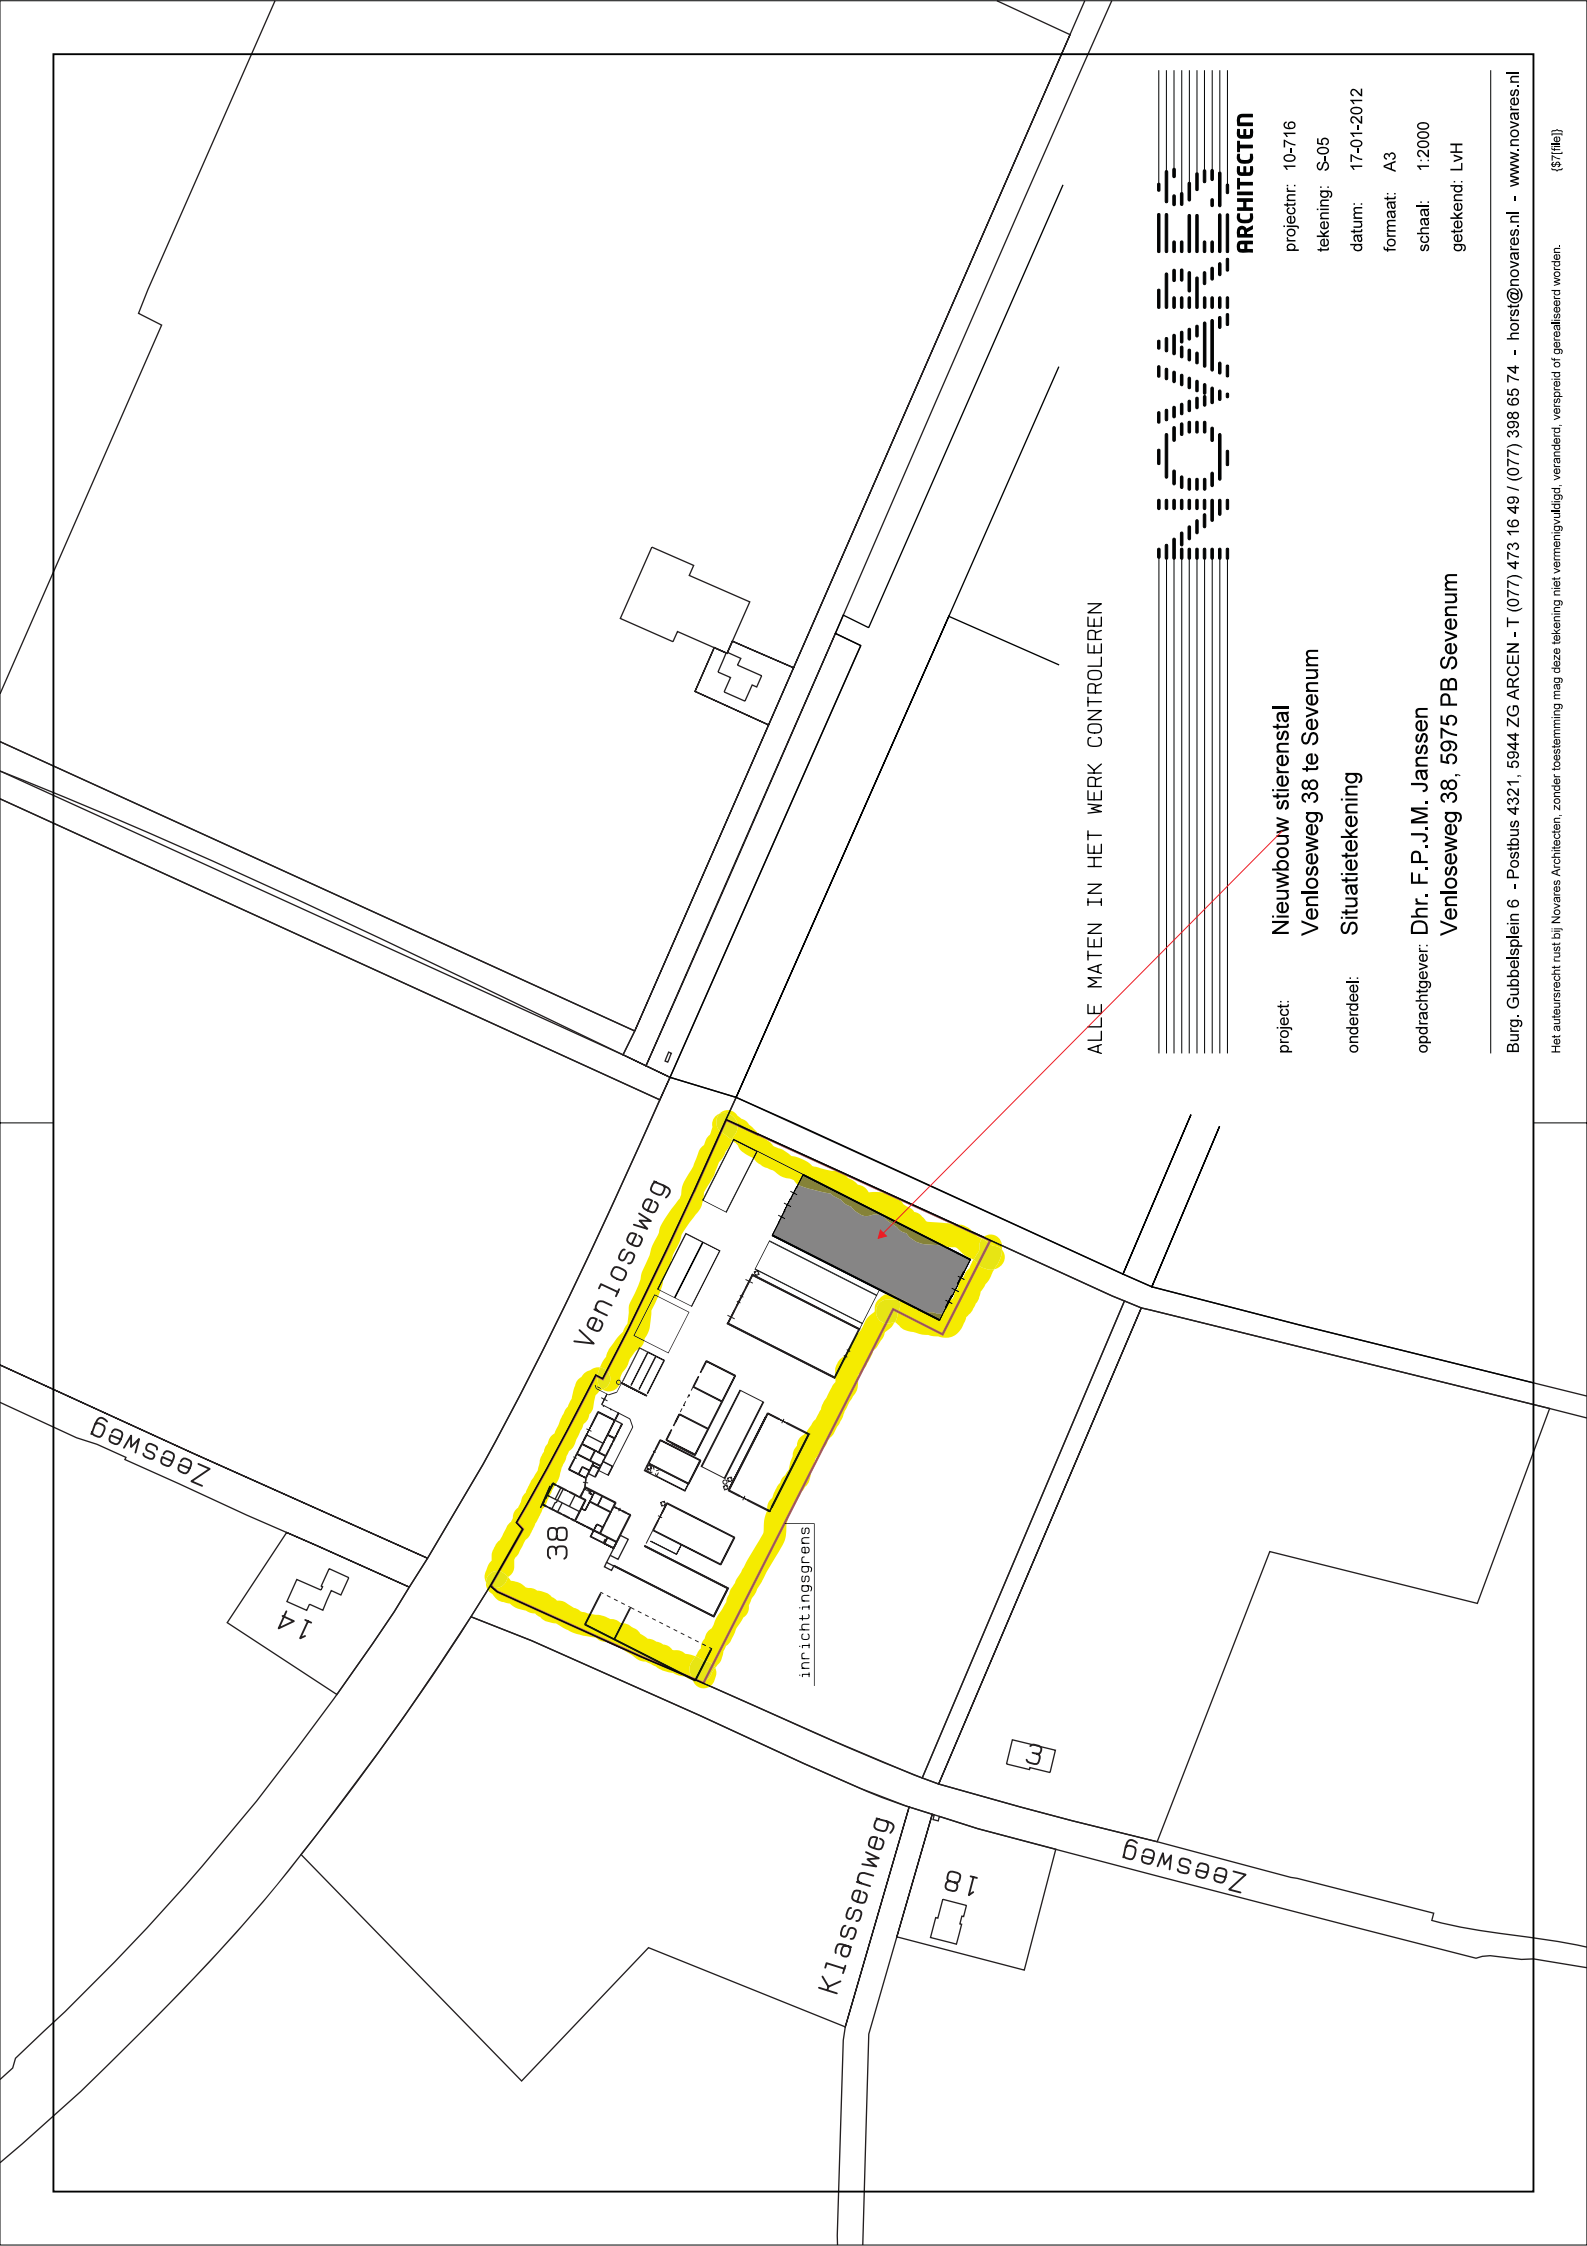 Venloseweg
Zeesweg
14
38
inrichtingsgrens
3
Klassenweg
18
Zeesweg
ALLE MATEN IN HET WERK CONTROLEREN
NOVARES
ARCHITECTEN
project: Nieuwbouw stierenstal
Venloseweg 38 te Sevenum
onderdeel: Situatietekening
opdrachtgever: Dhr. F.P.J.M. Janssen
Venloseweg 38, 5975 PB Sevenum
projectnr: 10-716
tekening: S-05
datum: 17-01-2012
formaat: A3
schaal: 1:2000
getekend: LvH
Burg. Gubbelsplein 6 - Postbus 4321, 5944 ZG ARCEN - T (077) 473 16 49 / (077) 398 65 74 - horst@novares.nl - www.novares.nl
Het auteursrecht rust bij Novares Architecten, zonder toestemming mag deze tekening niet vermenigvuldigd, veranderd, verspreid of gerealiseerd worden. {$7[file]}